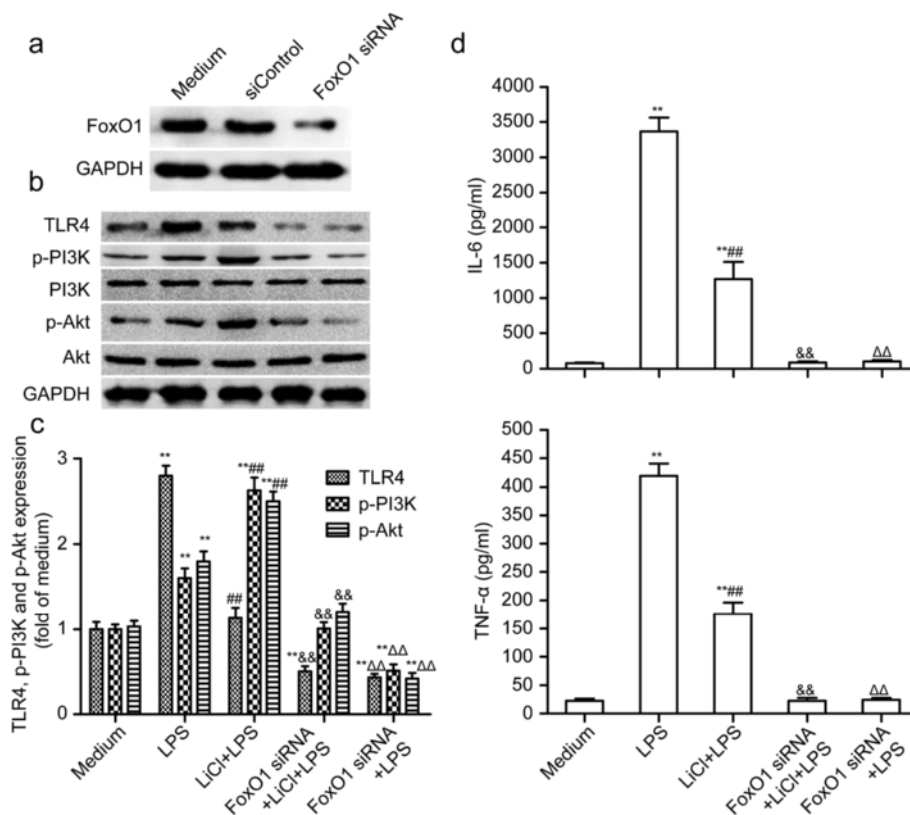 a
Medium
siControl
FoxO1 siRNA
FoxO1
GAPDH
b
TLR4
p-PI3K
PI3K
p-Akt
Akt
GAPDH
c
TLR4, p-PI3K and p-Akt expression
(fold of medium)
3
2
1
0
**
**
**
##
**##
**##
**&&
&&
&&
**ΔΔ
**ΔΔ
**ΔΔ
TLR4
p-PI3K
p-Akt
Medium
LPS
LiCl+LPS
FoxO1 siRNA
+LiCl+LPS
FoxO1 siRNA
+LPS
d
IL-6 (pg/ml)
4000
3500
3000
2500
2000
1500
1000
500
0
**
**##
&&
ΔΔ
TNF-α (pg/ml)
450
400
350
300
250
200
150
100
50
0
**
**##
&&
ΔΔ
Medium
LPS
LiCl+LPS
FoxO1 siRNA
+LiCl+LPS
FoxO1 siRNA
+LPS